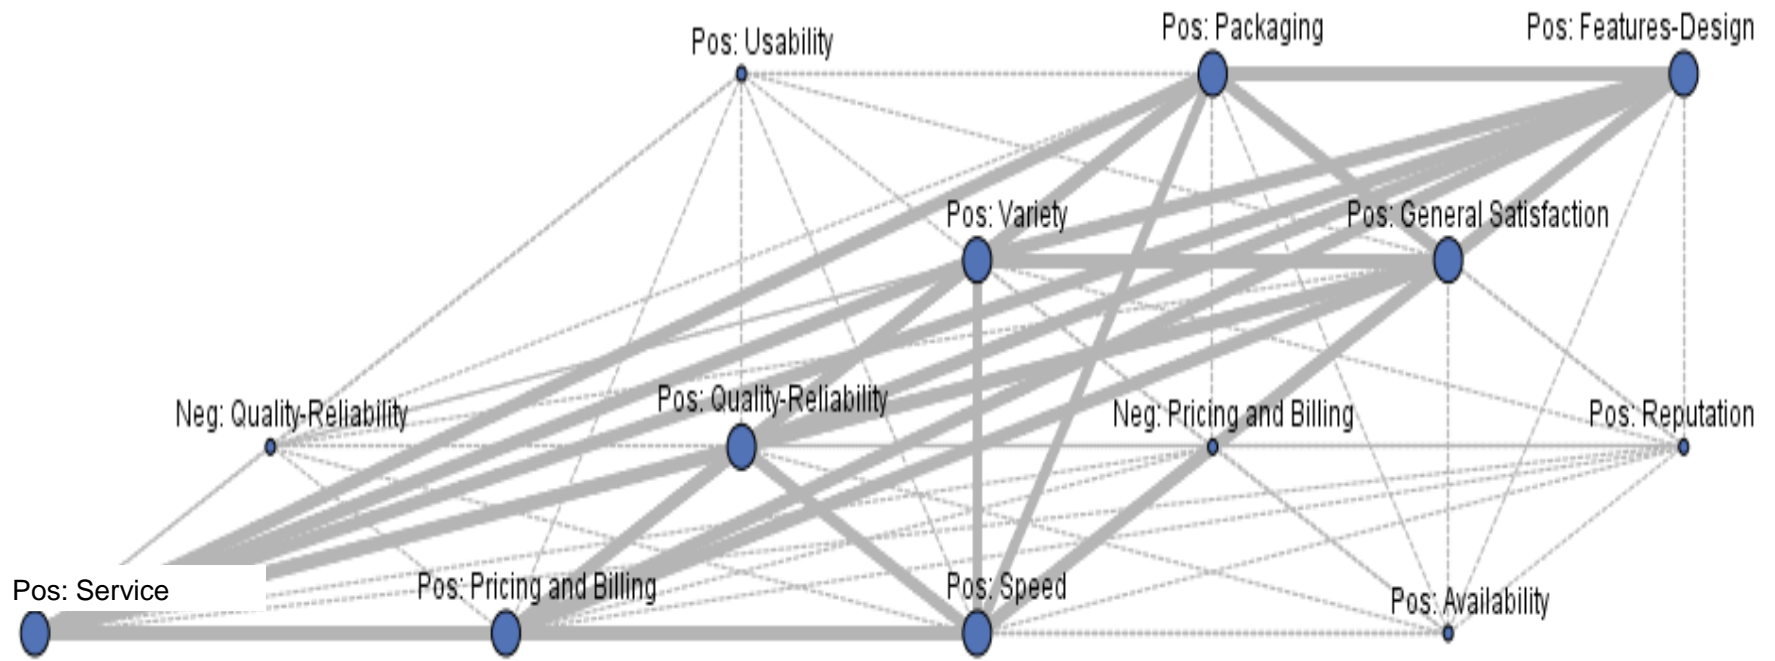 Pos: Usability
Pos: Packaging
Pos: Features-Design
Pos: Variety
Pos: General Satisfaction
Neg: Quality-Reliability
Pos: Quality-Reliability
Neg: Pricing and Billing
Pos: Reputation
Pos: Service
Pos: Pricing and Billing
Pos: Speed
Pos: Availability